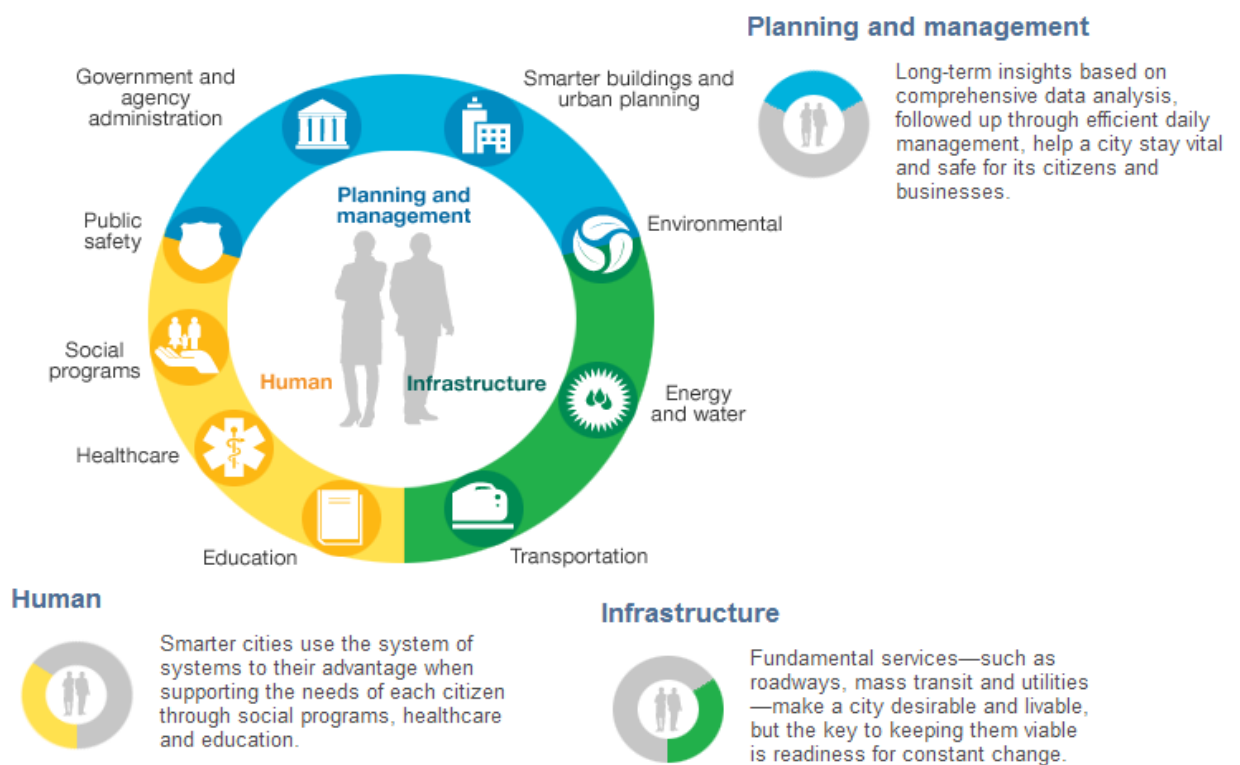 Planning and management
Long-term insights based on
comprehensive data analysis,
followed up through efficient daily
management, help a city stay vital
and safe for its citizens and
businesses.
Government and
agency
administration
Smarter buildings and
urban planning
Planning and
management
Public
safety
Environmental
Social
programs
Human
Infrastructure
Energy
and water
Healthcare
Education
Transportation
Human
Smarter cities use the system of
systems to their advantage when
supporting the needs of each citizen
through social programs, healthcare
and education.
Infrastructure
Fundamental services—such as
roadways, mass transit and utilities
—make a city desirable and livable,
but the key to keeping them viable
is readiness for constant change.